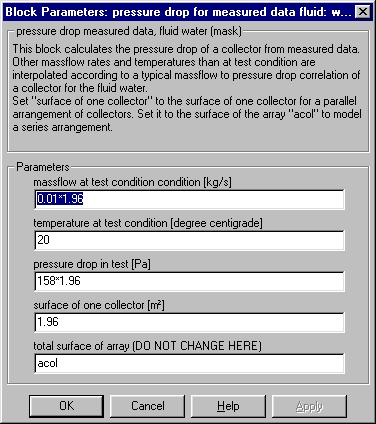 Block Parameters: pressure drop for measured data fluid: w...
pressure drop measured data, fluid water (mask)
This block calculates the pressure drop of a collector from measured data.
Other massflow rates and temperatures than at test condition are
interpolated according to a typical massflow to pressure drop correlation of
a collector for the fluid water.
Set "surface of one collector" to the surface of one collector for a parallel
arrangement of collectors. Set it to the surface of the array "acol" to model
a series arrangement.
Parameters
massflow at test condition condition [kg/s]
0.01*1.96
temperature at test condition [degree centigrade]
20
pressure drop in test [Pa]
158*1.96
surface of one collector [m²]
1.96
total surface of array (DO NOT CHANGE HERE)
acol
OK Cancel Help Apply